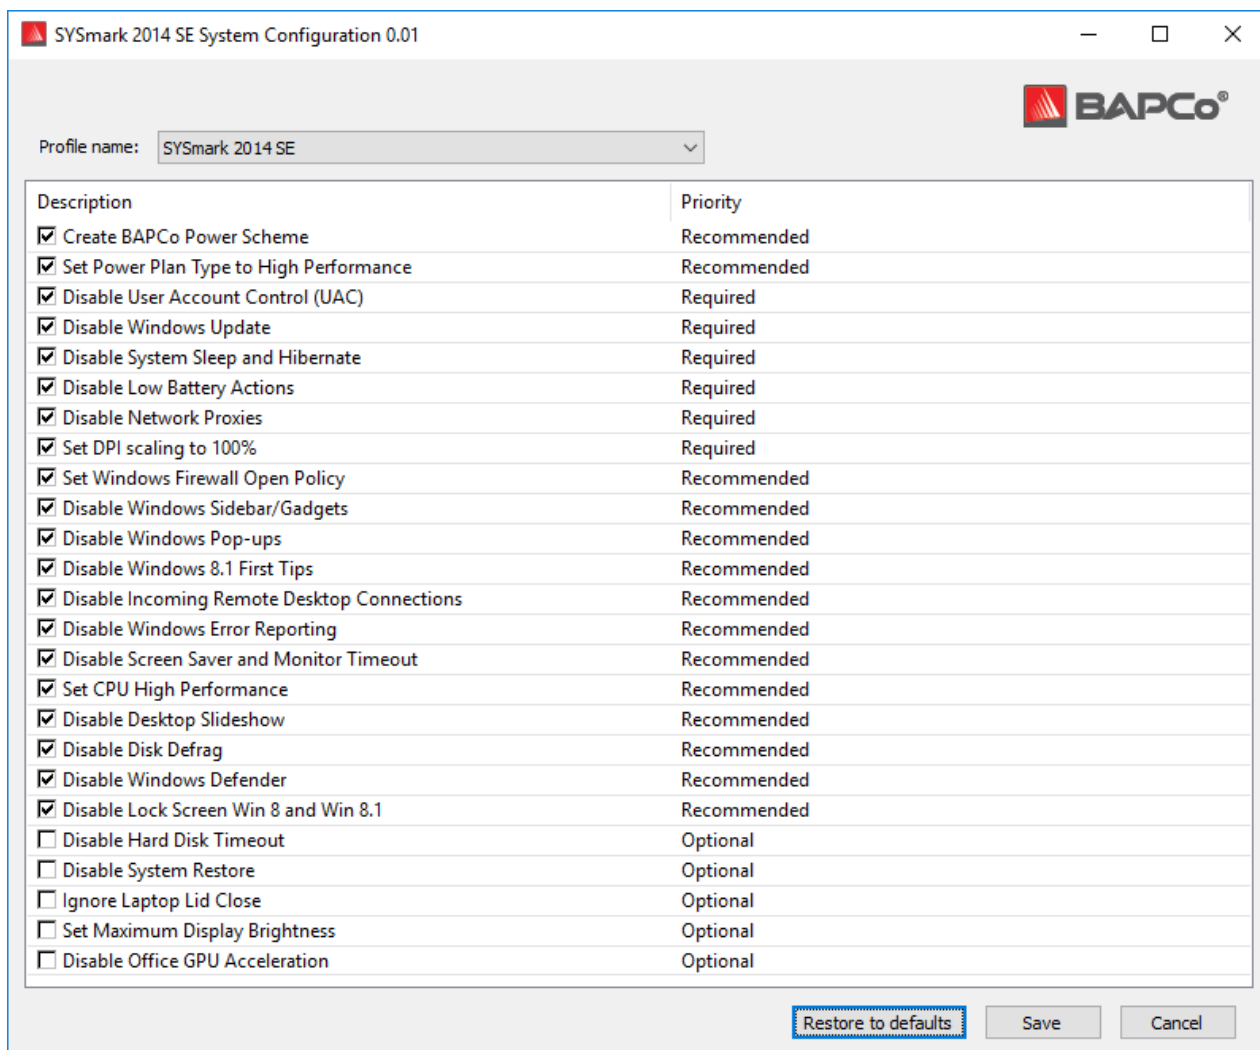 SYSmark 2014 SE System Configuration 0.01
BAPCo®
Profile name: SYSmark 2014 SE
Description Priority
Create BAPCo Power Scheme Recommended
Set Power Plan Type to High Performance Recommended
Disable User Account Control (UAC) Required
Disable Windows Update Required
Disable System Sleep and Hibernate Required
Disable Low Battery Actions Required
Disable Network Proxies Required
Set DPI scaling to 100% Required
Set Windows Firewall Open Policy Recommended
Disable Windows Sidebar/Gadgets Recommended
Disable Windows Pop-ups Recommended
Disable Windows 8.1 First Tips Recommended
Disable Incoming Remote Desktop Connections Recommended
Disable Windows Error Reporting Recommended
Disable Screen Saver and Monitor Timeout Recommended
Set CPU High Performance Recommended
Disable Desktop Slideshow Recommended
Disable Disk Defrag Recommended
Disable Windows Defender Recommended
Disable Lock Screen Win 8 and Win 8.1 Recommended
Disable Hard Disk Timeout Optional
Disable System Restore Optional
Ignore Laptop Lid Close Optional
Set Maximum Display Brightness Optional
Disable Office GPU Acceleration Optional
Restore to defaults Save Cancel